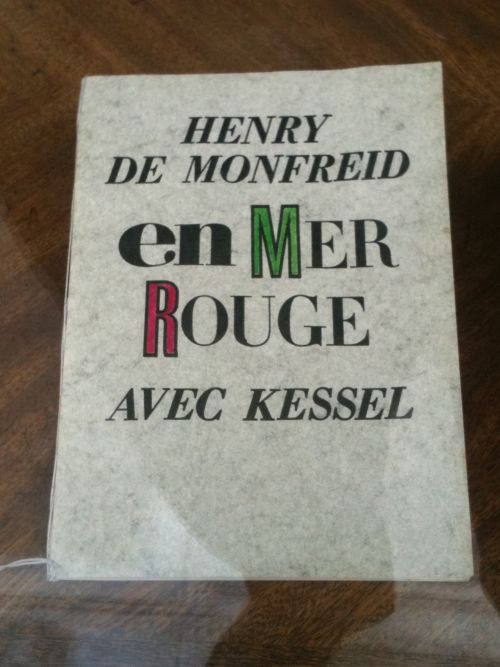 HENRY
DE MONFREID
en MER
ROUGE
AVEC KESSEL